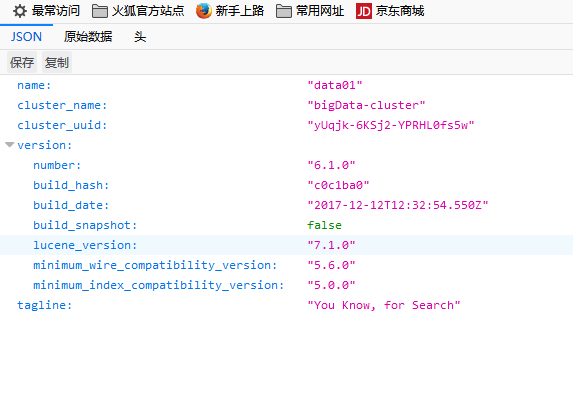 最常访问 火狐官方站点 新手上路 常用网址 JD 京东商城
JSON 原始数据 头
保存 复制
name: "data01"
cluster_name: "bigData-cluster"
cluster_uuid: "yUqjk-6KSj2-YPRHL0fs5w"
version:
number: "6.1.0"
build_hash: "c0c1ba0"
build_date: "2017-12-12T12:32:54.550Z"
build_snapshot: false
lucene_version: "7.1.0"
minimum_wire_compatibility_version: "5.6.0"
minimum_index_compatibility_version: "5.0.0"
tagline: "You Know, for Search"